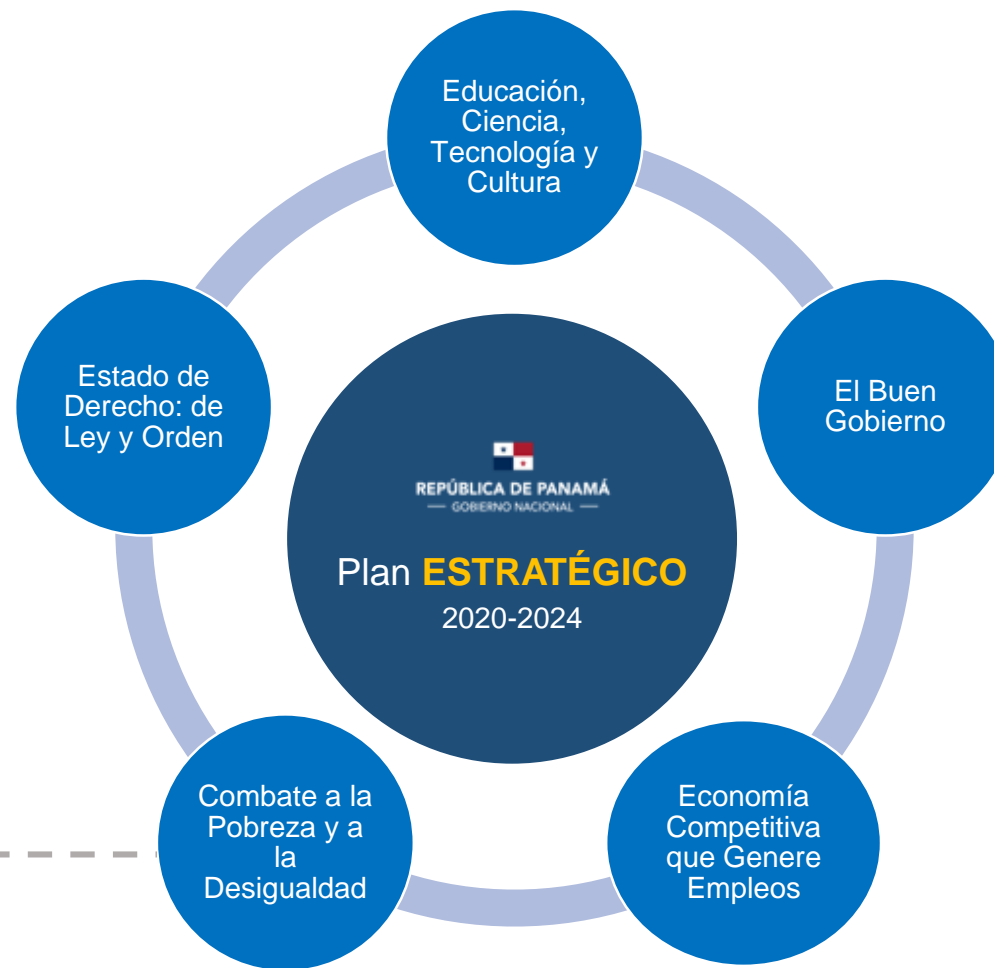 Educación,
Ciencia,
Tecnología y
Cultura
Estado de
Derecho: de
Ley y Orden
El Buen
Gobierno
REPÚBLICA DE PANAMÁ
— GOBIERNO NACIONAL —
Plan ESTRATÉGICO
2020-2024
Combate a la
Pobreza y a
la
Desigualdad
Economía
Competitiva
que Genere
Empleos